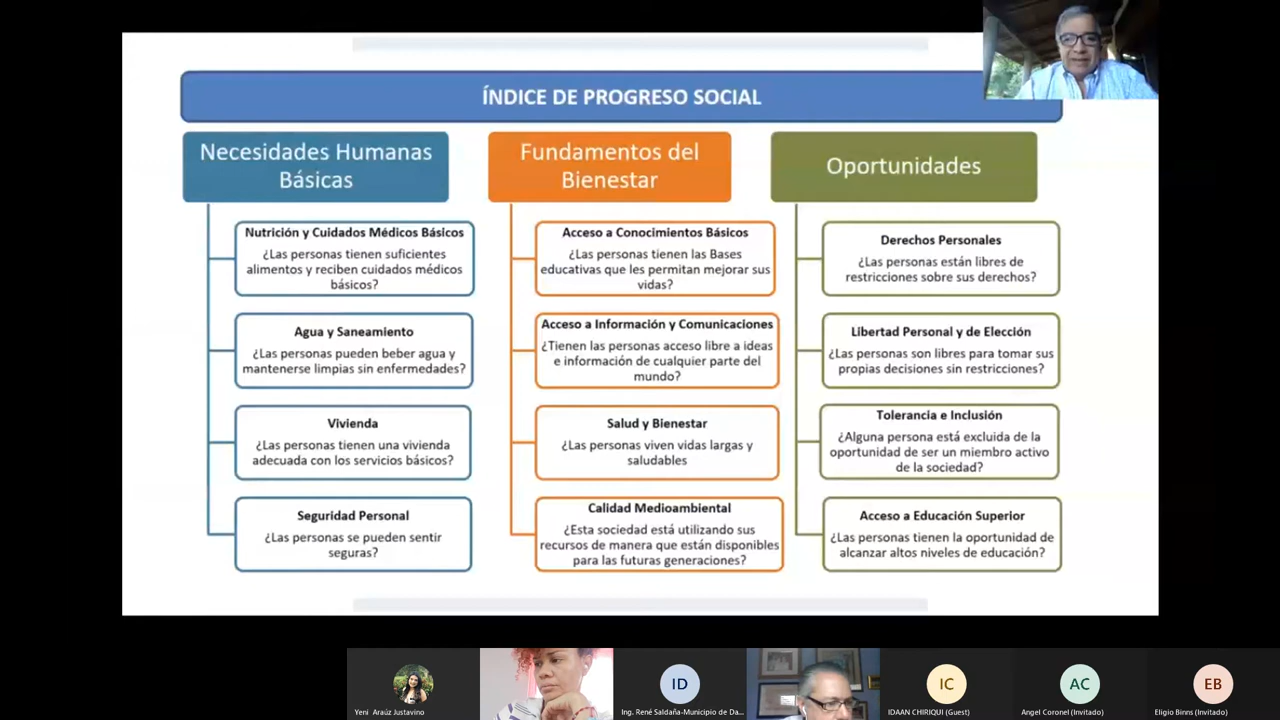 ÍNDICE DE PROGRESO SOCIAL
Necesidades Humanas
Básicas
Nutrición y Cuidados Médicos Básicos
¿Las personas tienen suficientes
alimentos y reciben cuidados médicos
básicos?
Agua y Saneamiento
¿Las personas pueden beber agua y
mantenerse limpias sin enfermedades?
Vivienda
¿Las personas tienen una vivienda
adecuada con los servicios básicos?
Seguridad Personal
¿Las personas se pueden sentir
seguras?
Fundamentos del
Bienestar
Acceso a Conocimientos Básicos
¿Las personas tienen las Bases
educativas que les permitan mejorar sus
vidas?
Acceso a Información y Comunicaciones
¿Tienen las personas acceso libre a ideas
e información de cualquier parte del
mundo?
Salud y Bienestar
¿Las personas viven vidas largas y
saludables
Calidad Medioambiental
¿Esta sociedad está utilizando sus
recursos de manera que están disponibles
para las futuras generaciones?
Oportunidades
Derechos Personales
¿Las personas están libres de
restricciones sobre sus derechos?
Libertad Personal y de Elección
¿Las personas son libres para tomar sus
propias decisiones sin restricciones?
Tolerancia e Inclusión
¿Alguna persona está excluida de la
oportunidad de ser un miembro activo
de la sociedad?
Acceso a Educación Superior
¿Las personas tienen la oportunidad de
alcanzar altos niveles de educación?
Yeni Araúz Justavino
ID
Ing. René Saldaña-Municipio de Da...
IC
IDAAN CHIRIQUI (Guest)
AC
Angel Coronel (Invitado)
EB
Eligio Binns (Invitado)